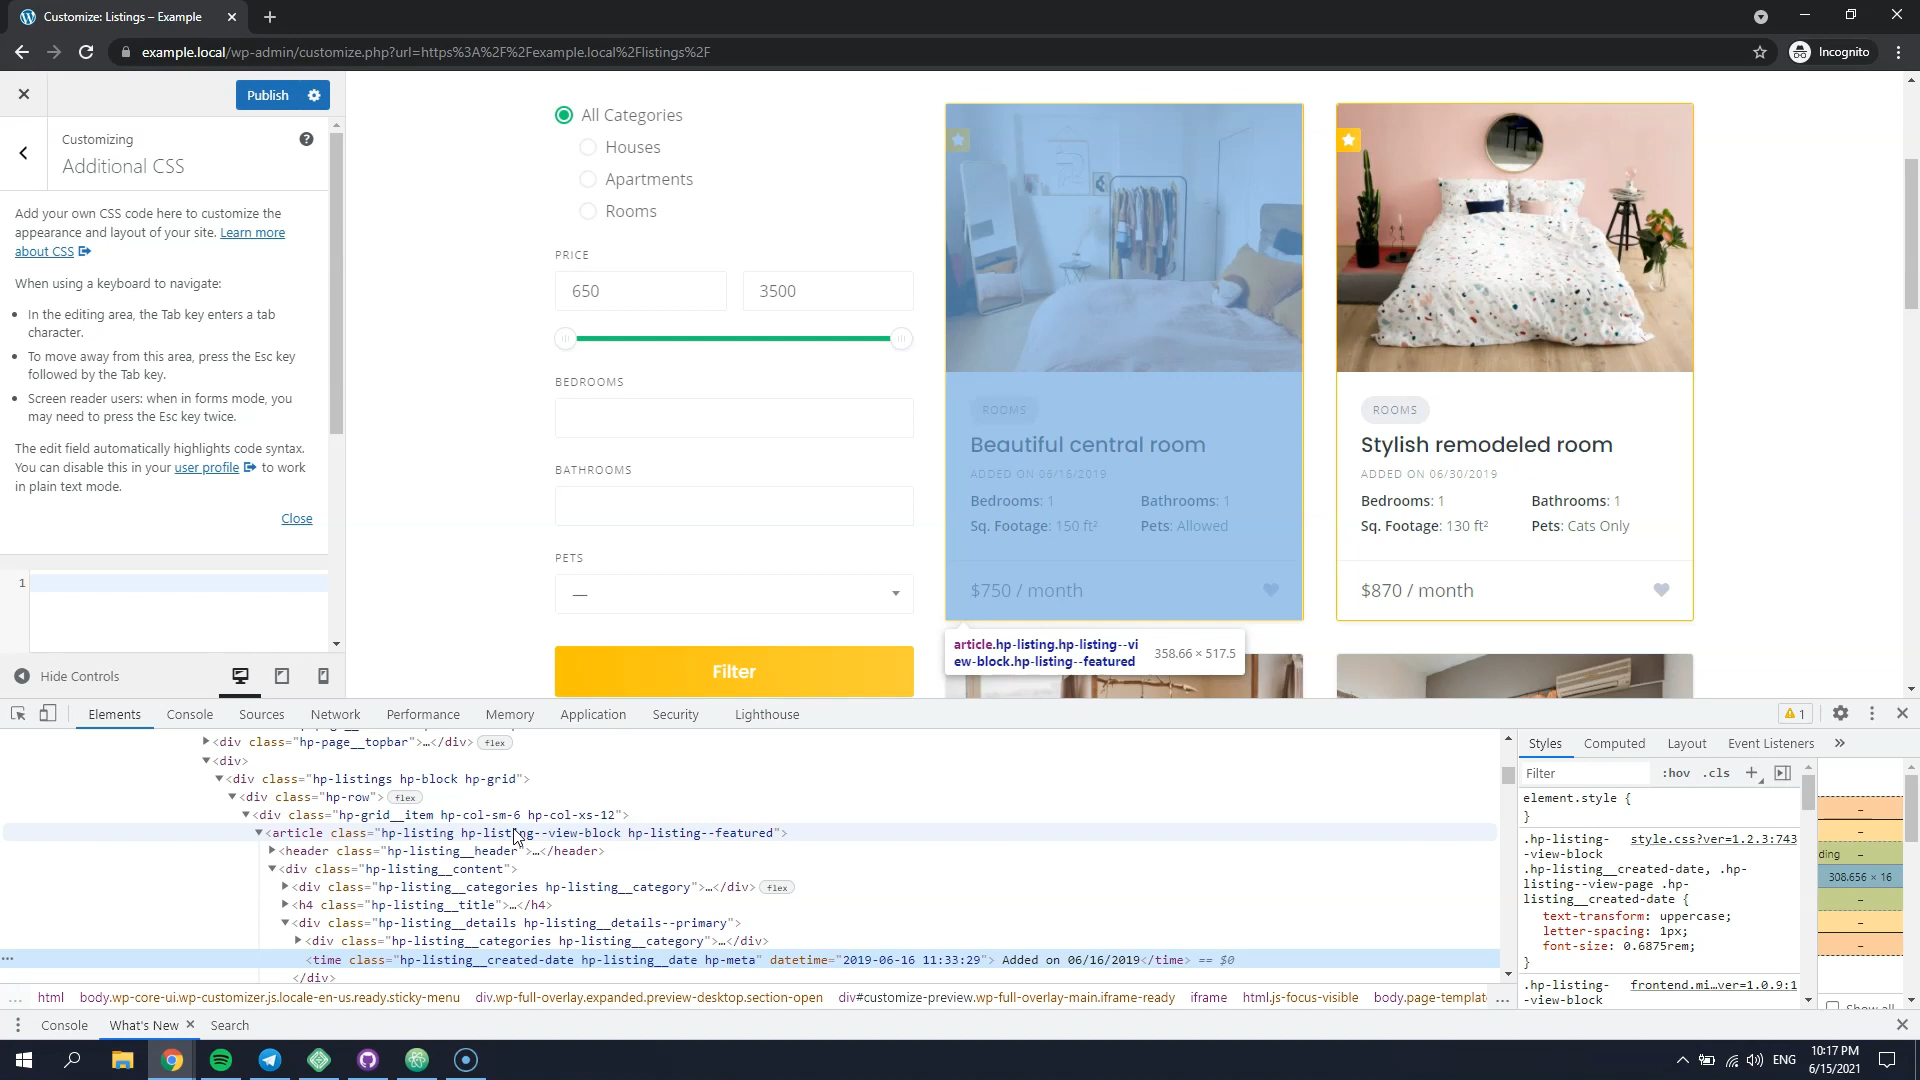 Customize: Listings – Example
example.local/wp-admin/customize.php?url=https%3A%2F%2Fexample.local%2Flistings%2F
Incognito
Publish
Customizing
Additional CSS
Add your own CSS code here to customize the
appearance and layout of your site. Learn more
about CSS
When using a keyboard to navigate:
In the editing area, the Tab key enters a tab
character.
To move away from this area, press the Esc key
followed by the Tab key.
Screen reader users: when in forms mode, you
may need to press the Esc key twice.
The edit field automatically highlights code syntax.
You can disable this in your user profile to work
in plain text mode.
Close
1
Hide Controls
All Categories
Houses
Apartments
Rooms
PRICE
650
3500
BEDROOMS
BATHROOMS
PETS
—
Filter
ROOMS
Beautiful central room
ADDED ON 06/16/2019
Bedrooms: 1 Bathrooms: 1
Sq. Footage: 150 ft² Pets: Allowed
$750 / month
ROOMS
Stylish remodeled room
ADDED ON 06/30/2019
Bedrooms: 1 Bathrooms: 1
Sq. Footage: 130 ft² Pets: Cats Only
$870 / month
article.hp-listing.hp-listing--vi
ew-block.hp-listing--featured
358.66 × 517.5
Elements Console Sources Network Performance Memory Application Security Lighthouse
1
<div class="hp-page__topbar">…</div> flex
<div>
<div class="hp-listings hp-block hp-grid">
<div class="hp-row"> flex
<div class="hp-grid__item hp-col-sm-6 hp-col-xs-12">
<article class="hp-listing hp-listing--view-block hp-listing--featured">
<header class="hp-listing__header">…</header>
<div class="hp-listing__content">
<div class="hp-listing__categories hp-listing__category">…</div> flex
<h4 class="hp-listing__title">…</h4>
<div class="hp-listing__details hp-listing__details--primary">
<div class="hp-listing__categories hp-listing__category">…</div>
<time class="hp-listing__created-date hp-listing__date hp-meta" datetime="2019-06-16 11:33:29"> Added on 06/16/2019</time> == $0
</div>
… html body.wp-core-ui.wp-customizer.js.locale-en-us.ready.sticky-menu div.wp-full-overlay.expanded.preview-desktop.section-open div#customize-preview.wp-full-overlay-main.iframe-ready iframe html.js-focus-visible body.page-templat …
Styles Computed Layout Event Listeners »
Filter
:hov .cls +
element.style {
}
.hp-listing- style.css?ver=1.2.3:743
-view-block
.hp-listing__created-date, .hp-
listing--view-page .hp-
listing__created-date {
text-transform: uppercase;
letter-spacing: 1px;
font-size: 0.6875rem;
}
.hp-listing- frontend.mi…ver=1.0.9:1
-view-block
–
–
ding –
308.656 × 16
–
–
–
Show all
Console What's New Search
ENG
10:17 PM
6/15/2021